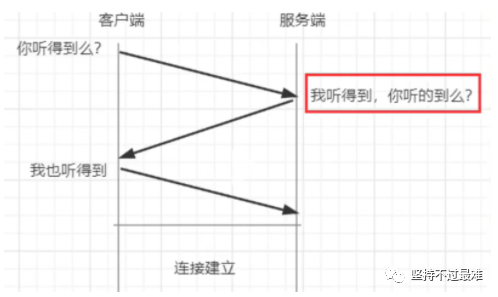 客户端
服务端
你听得到么?
我听得到，你听的到么?
我也听得到
连接建立
坚持不过最难